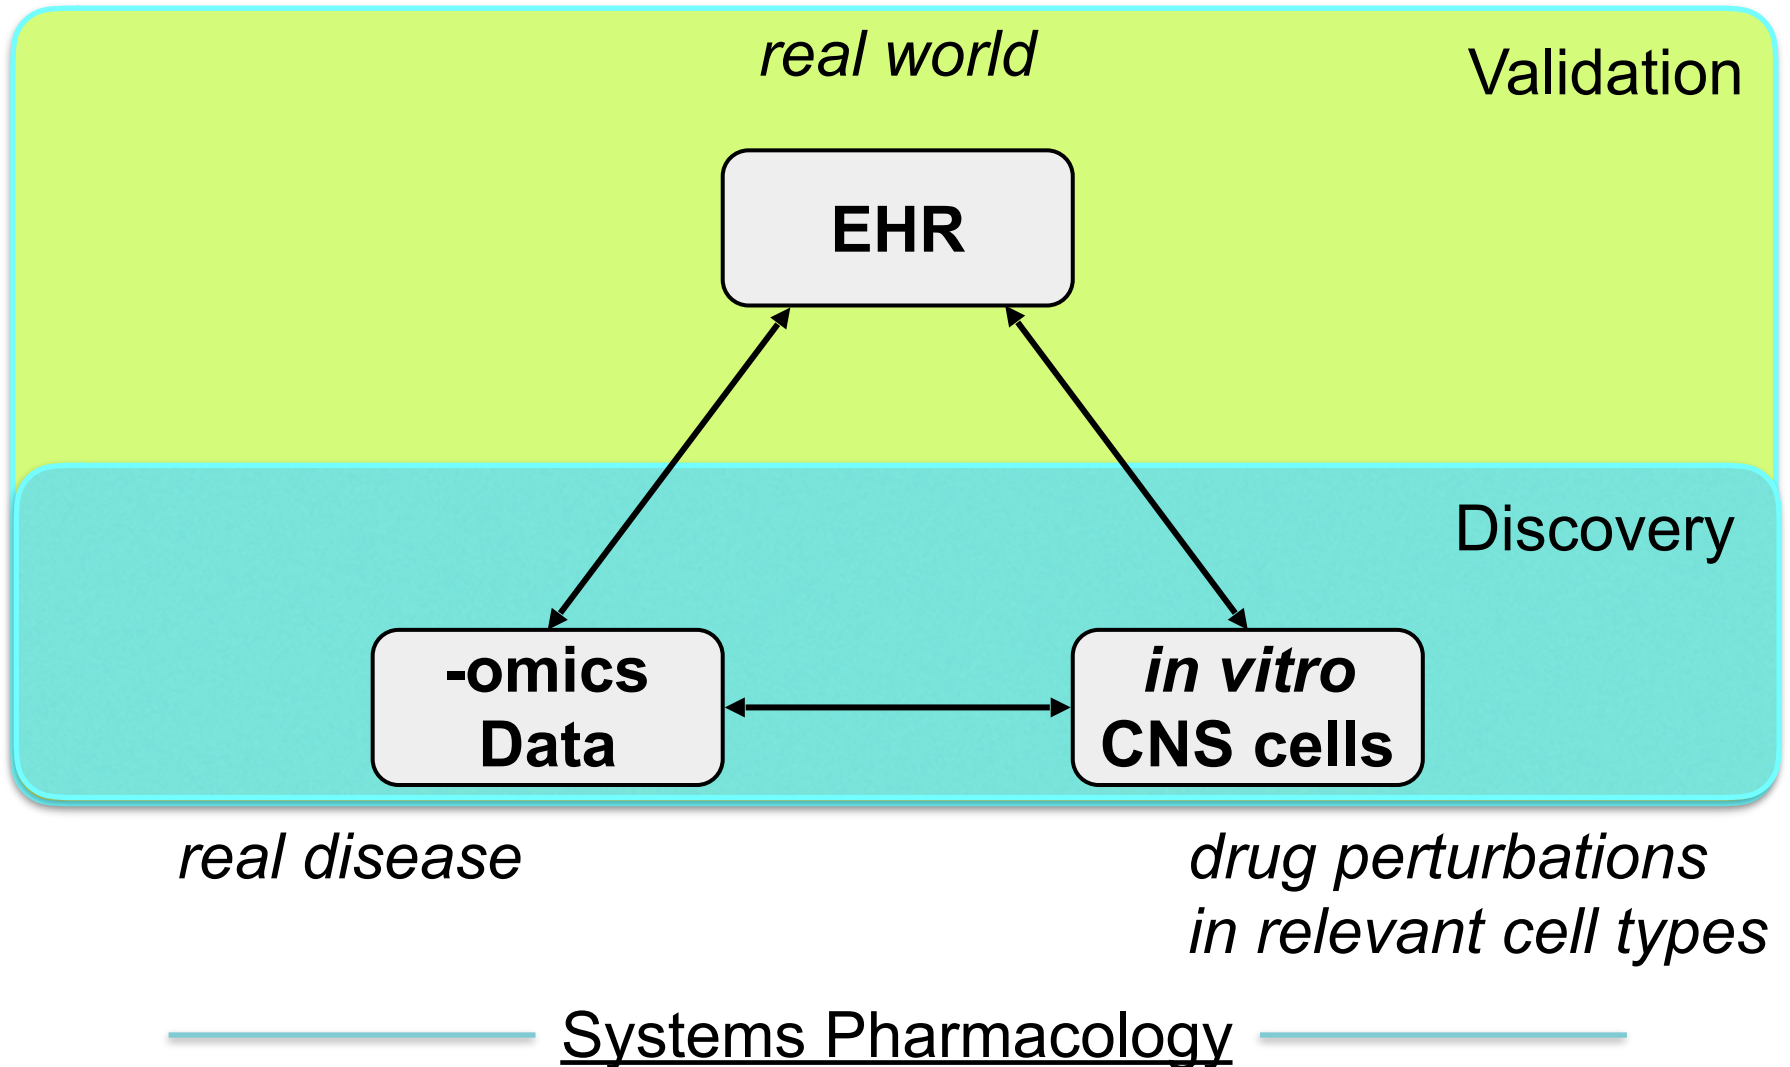 real world
Validation
EHR
Discovery
-omics
Data
in vitro
CNS cells
real disease
drug perturbations
in relevant cell types
Systems Pharmacology